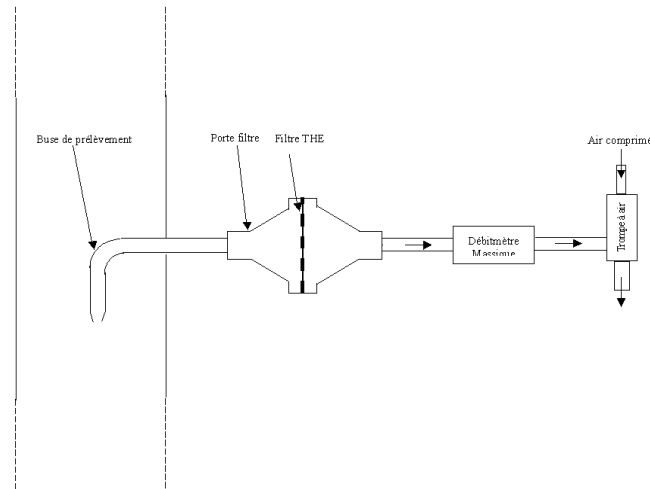 Buse de prélèvement
Porte filtre
Filtre THE
Air comprimé
Trompe à air
Débitmètre
Massique